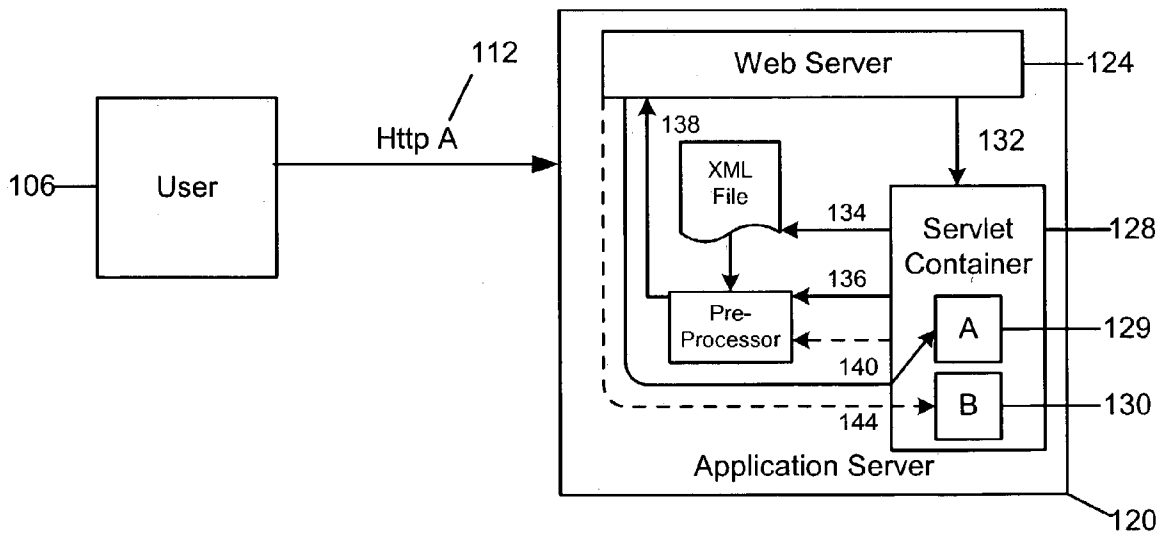 112
Http A
106
User
Web Server
124
138
132
XML
File
134
Servlet
Container
128
136
Pre-
Processor
A
129
140
B
130
144
Application Server
120